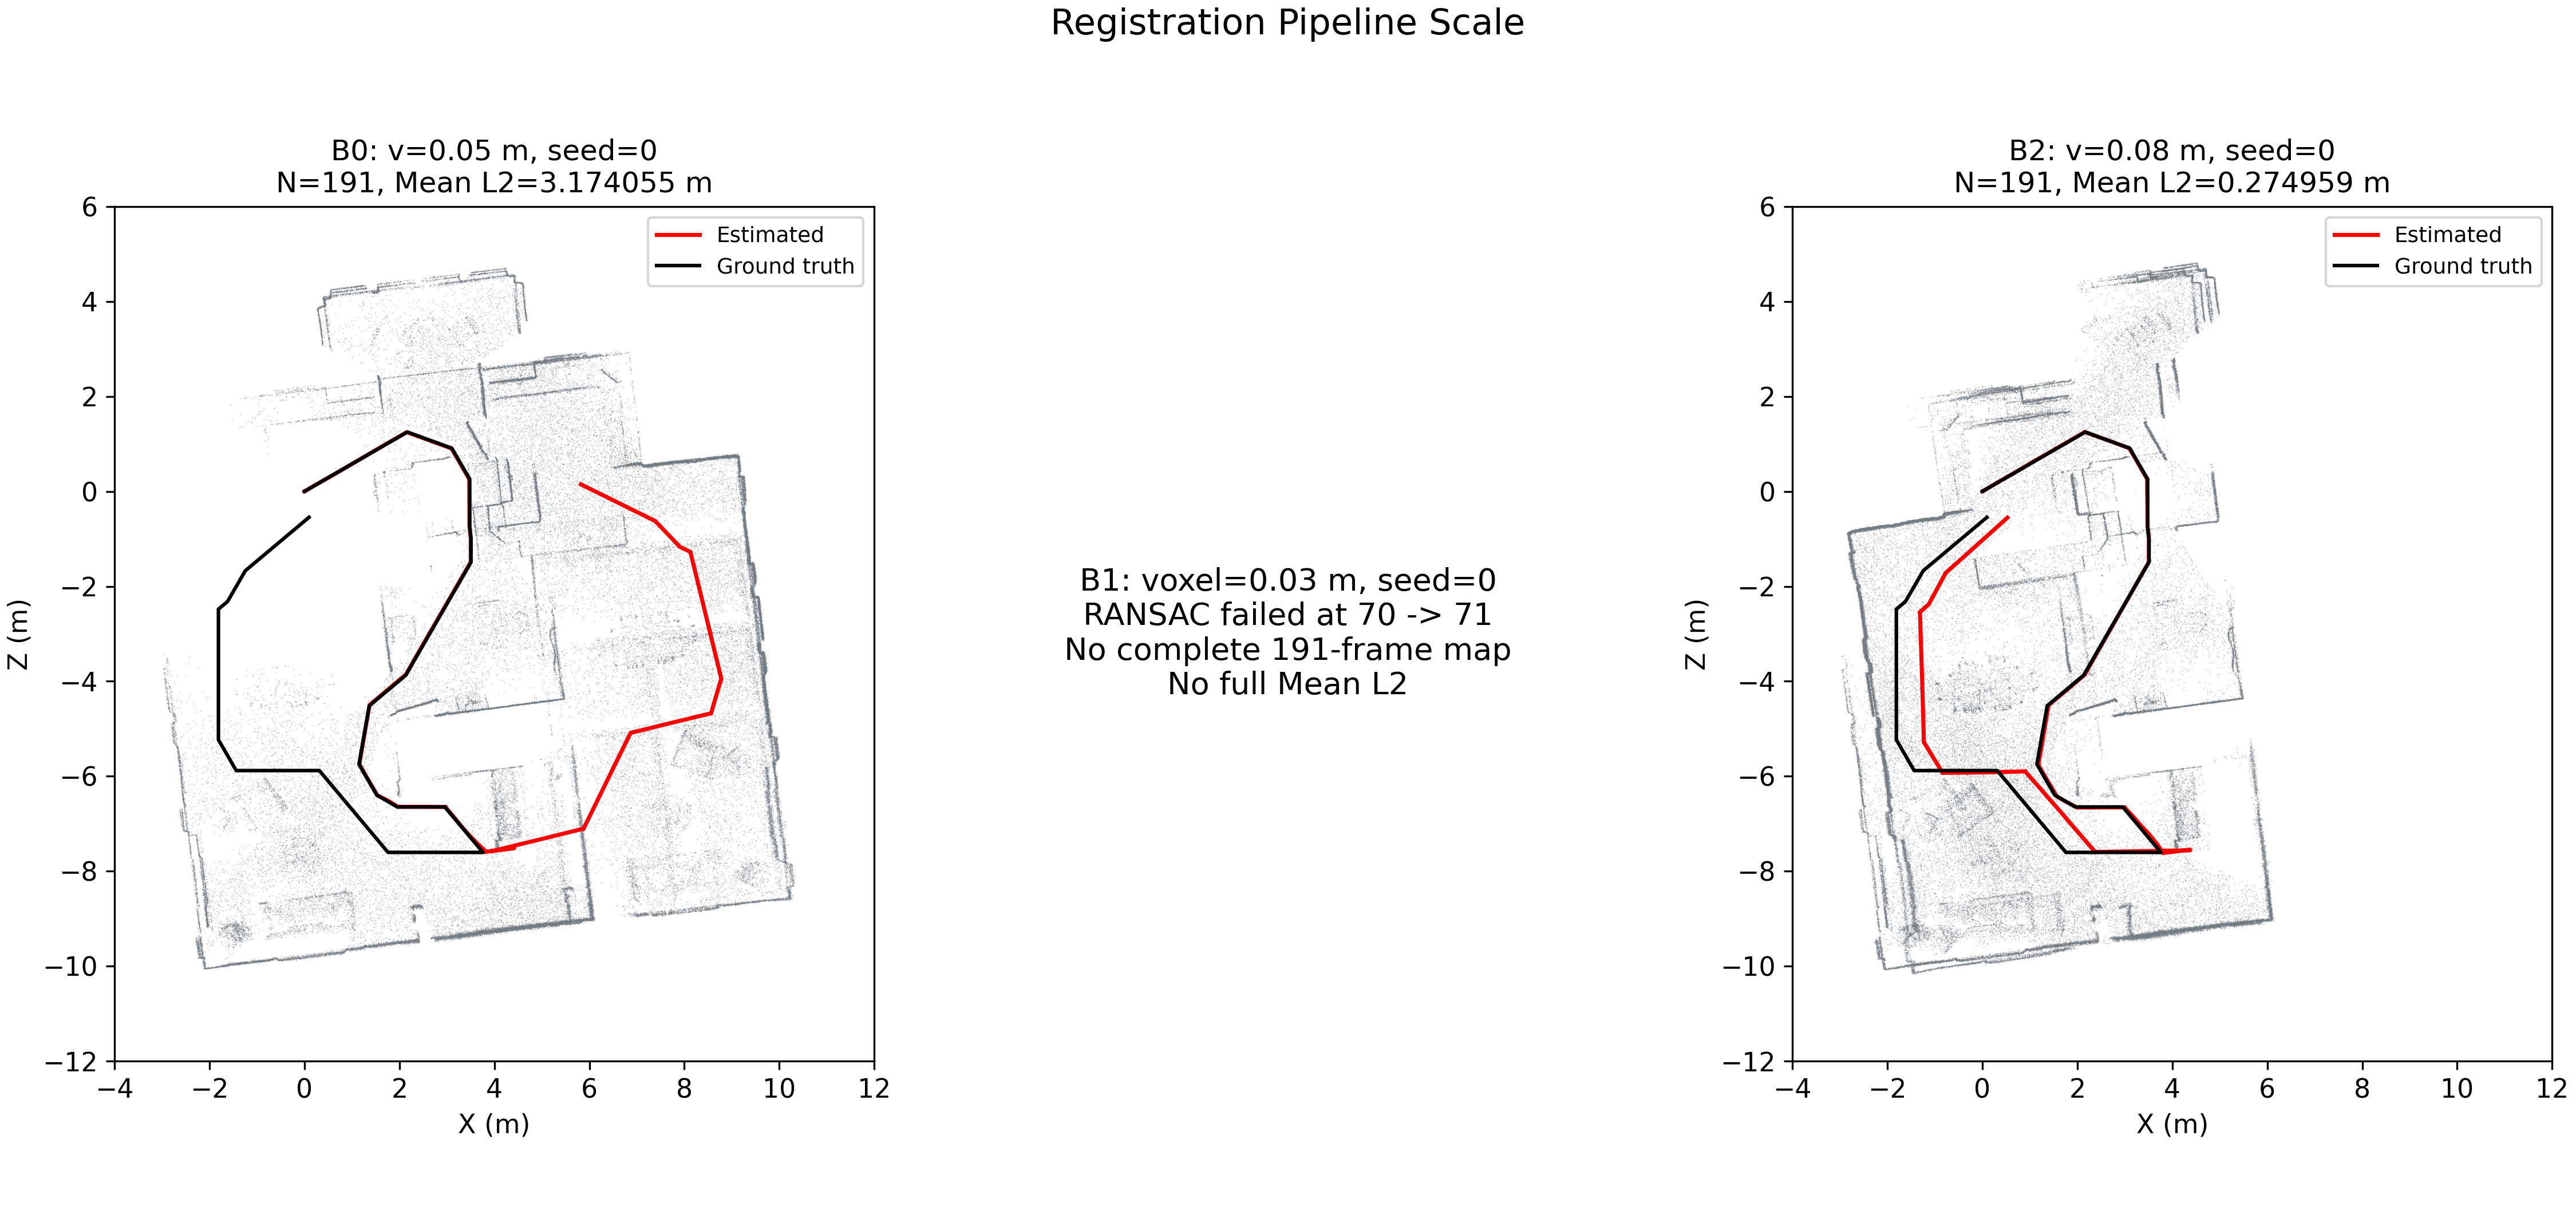 Registration Pipeline Scale
B0: v=0.05 m, seed=0
N=191, Mean L2=3.174055 m
Estimated
Ground truth
6
4
2
0
−2
−4
−6
−8
−10
−12
Z (m)
−4
−2
0
2
4
6
8
10
12
X (m)
B1: voxel=0.03 m, seed=0
RANSAC failed at 70 -> 71
No complete 191-frame map
No full Mean L2
B2: v=0.08 m, seed=0
N=191, Mean L2=0.274959 m
Estimated
Ground truth
6
4
2
0
−2
−4
−6
−8
−10
−12
Z (m)
−4
−2
0
2
4
6
8
10
12
X (m)